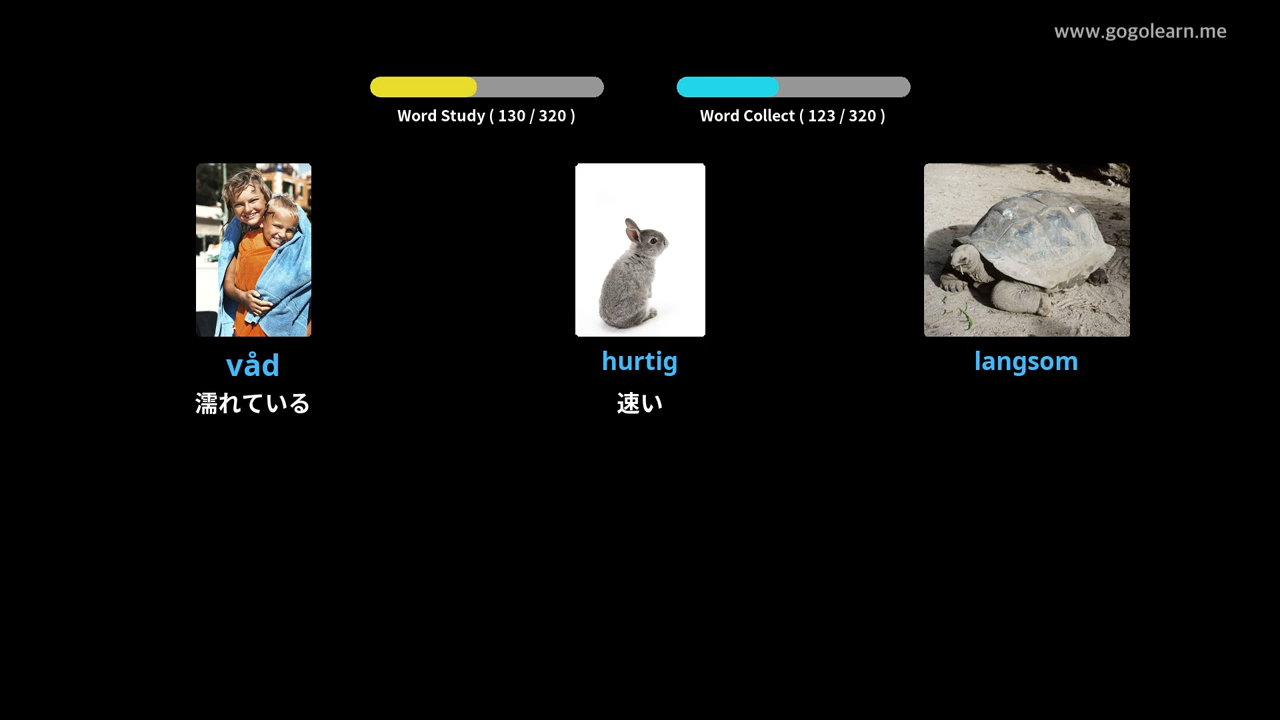 www.gogolearn.me
Word Study ( 130 / 320 )
Word Collect ( 123 / 320 )
våd
hurtig
langsom
濡れている
速い